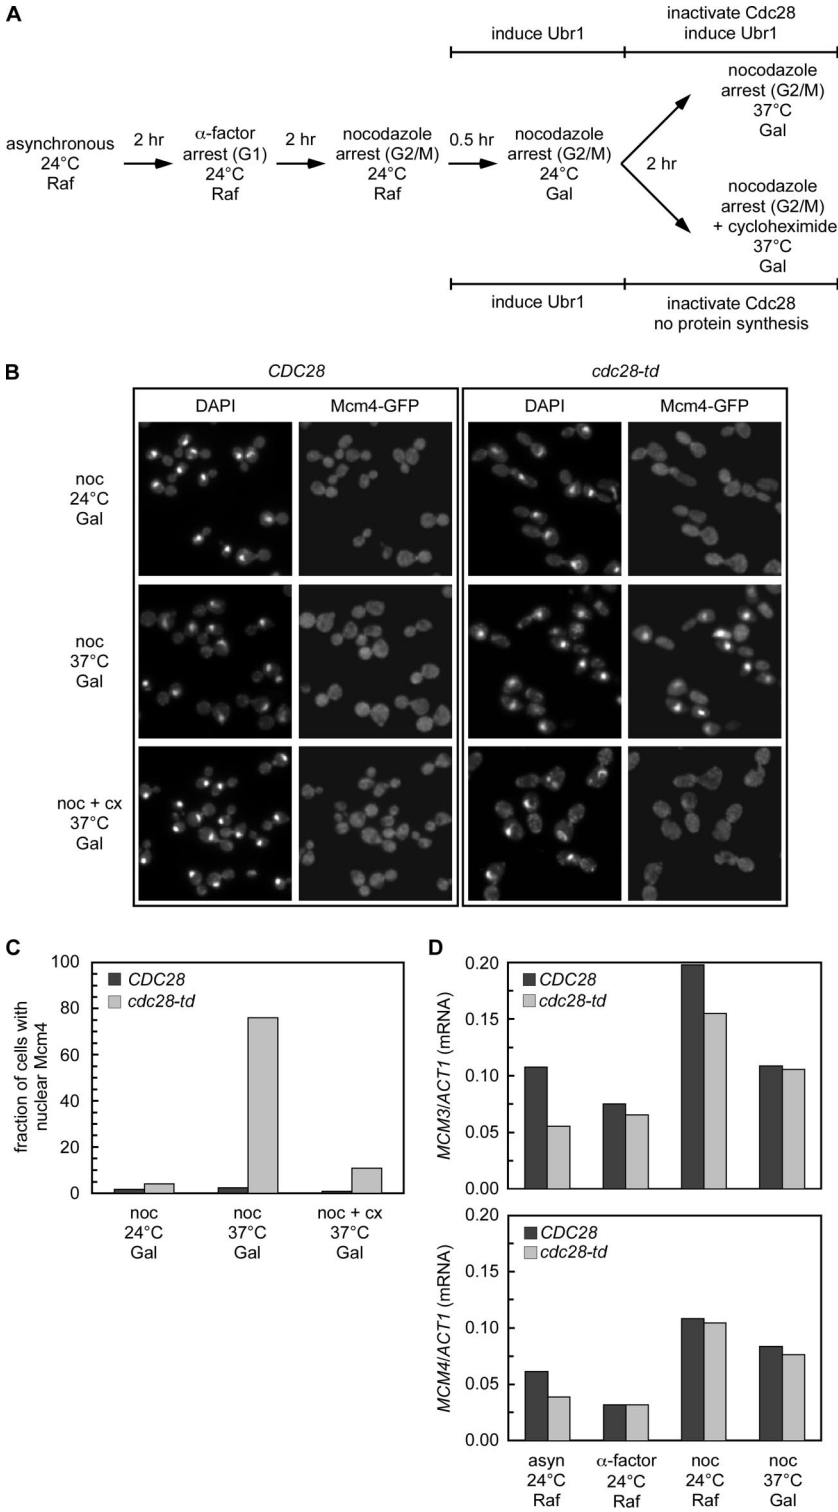 A
inactivate Cdc28
induce Ubr1
induce Ubr1
asynchronous
24°C
Raf
2 hr
α-factor
arrest (G1)
24°C
Raf
2 hr
nocodazole
arrest (G2/M)
24°C
Raf
0.5 hr
nocodazole
arrest (G2/M)
24°C
Gal
2 hr
nocodazole
arrest (G2/M)
37°C
Gal
nocodazole
arrest (G2/M)
+ cycloheximide
37°C
Gal
induce Ubr1
inactivate Cdc28
no protein synthesis
B
CDC28
cdc28-td
DAPI
Mcm4-GFP
DAPI
Mcm4-GFP
noc
24°C
Gal
noc
37°C
Gal
noc + cx
37°C
Gal
C
fraction of cells with
nuclear Mcm4
100
80
60
40
20
0
CDC28
cdc28-td
noc
24°C
Gal
noc
37°C
Gal
noc + cx
37°C
Gal
D
MCM3/ACT1 (mRNA)
0.20
0.15
0.10
0.05
0.00
CDC28
cdc28-td
MCM4/ACT1 (mRNA)
0.20
0.15
0.10
0.05
0.00
CDC28
cdc28-td
asyn
24°C
Raf
α-factor
24°C
Raf
noc
24°C
Raf
noc
37°C
Gal